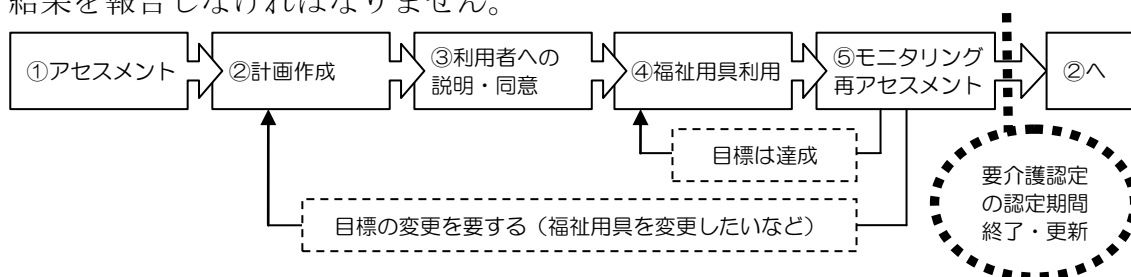 結果を報告しなければなりません。
①アセスメント
②計画作成
③利用者への
説明・同意
④福祉用具利用
⑤モニタリング
再アセスメント
②へ
目標は達成
目標の変更を要する（福祉用具を変更したいなど）
要介護認定
の認定期間
終了・更新